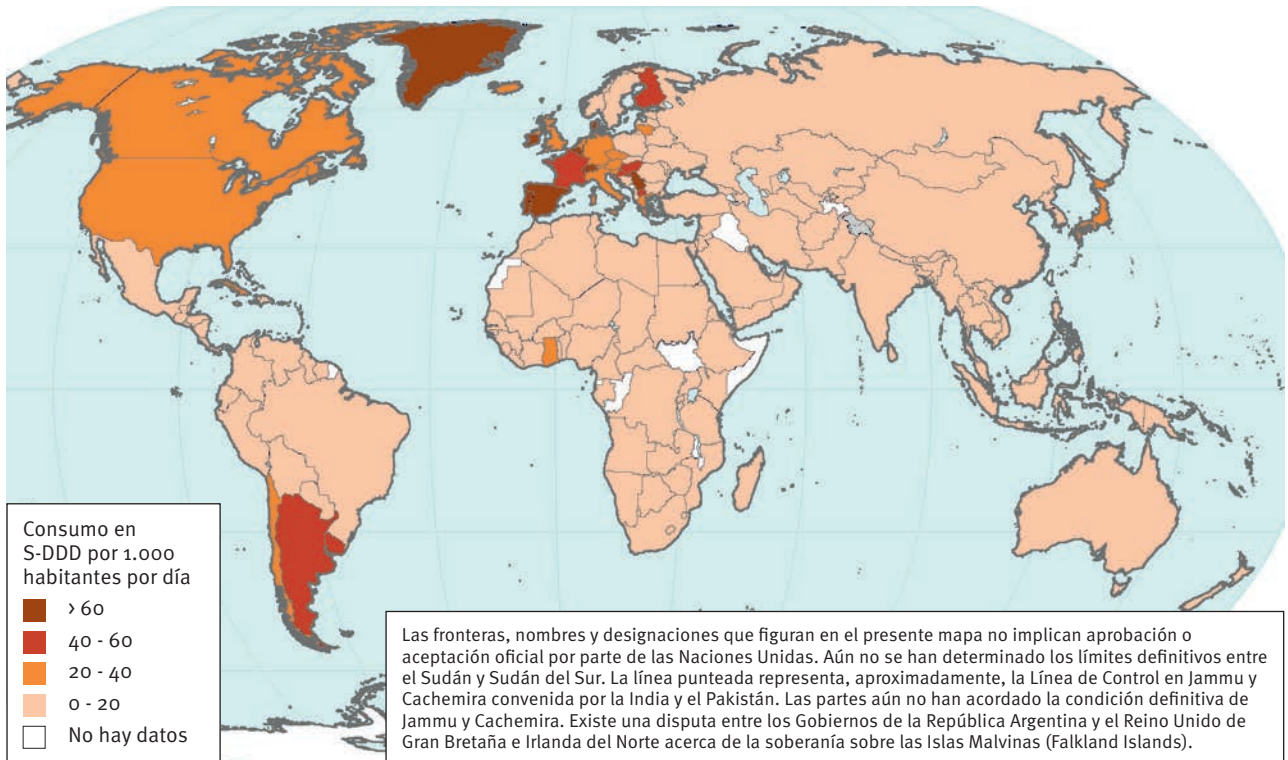 Consumo en
S-DDD por 1.000
habitantes por día
> 60
40 - 60
20 - 40
0 - 20
No hay datos
Las fronteras, nombres y designaciones que figuran en el presente mapa no implican aprobación o
aceptación oficial por parte de las Naciones Unidas. Aún no se han determinado los límites definitivos entre
el Sudán y Sudán del Sur. La línea punteada representa, aproximadamente, la Línea de Control en Jammu y
Cachemira convenida por la India y el Pakistán. Las partes aún no han acordado la condición definitiva de
Jammu y Cachemira. Existe una disputa entre los Gobiernos de la República Argentina y el Reino Unido de
Gran Bretaña e Irlanda del Norte acerca de la soberanía sobre las Islas Malvinas (Falkland Islands).